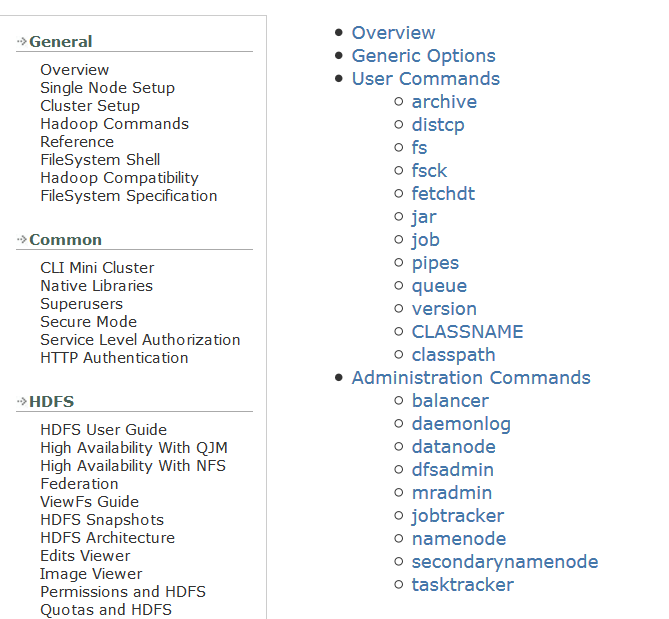 General
Overview
Single Node Setup
Cluster Setup
Hadoop Commands
Reference
FileSystem Shell
Hadoop Compatibility
FileSystem Specification
Common
CLI Mini Cluster
Native Libraries
Superusers
Secure Mode
Service Level Authorization
HTTP Authentication
HDFS
HDFS User Guide
High Availability With QJM
High Availability With NFS
Federation
ViewFs Guide
HDFS Snapshots
HDFS Architecture
Edits Viewer
Image Viewer
Permissions and HDFS
Quotas and HDFS
Overview
Generic Options
User Commands
archive
distcp
fs
fsck
fetchdt
jar
job
pipes
queue
version
CLASSNAME
classpath
Administration Commands
balancer
daemonlog
datanode
dfsadmin
mradmin
jobtracker
namenode
secondarynamenode
tasktracker